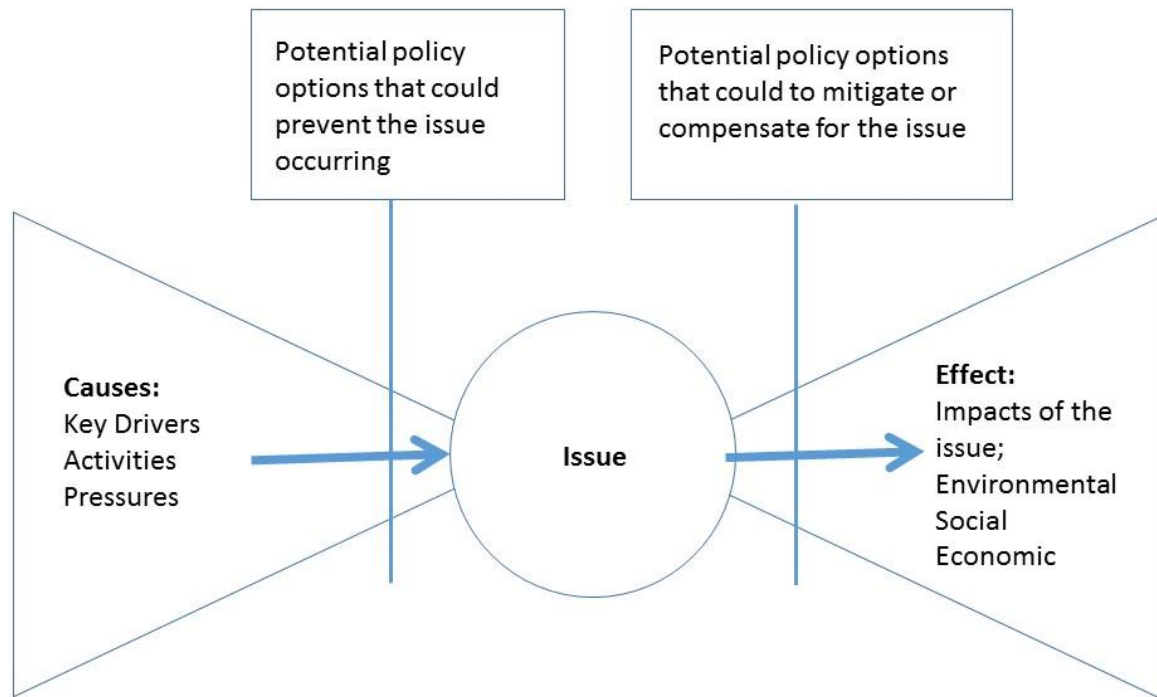 Potential policy
options that could
prevent the issue
occurring
Potential policy options
that could to mitigate or
compensate for the issue
Causes:
Key Drivers
Activities
Pressures
Issue
Effect:
Impacts of the
issue;
Environmental
Social
Economic